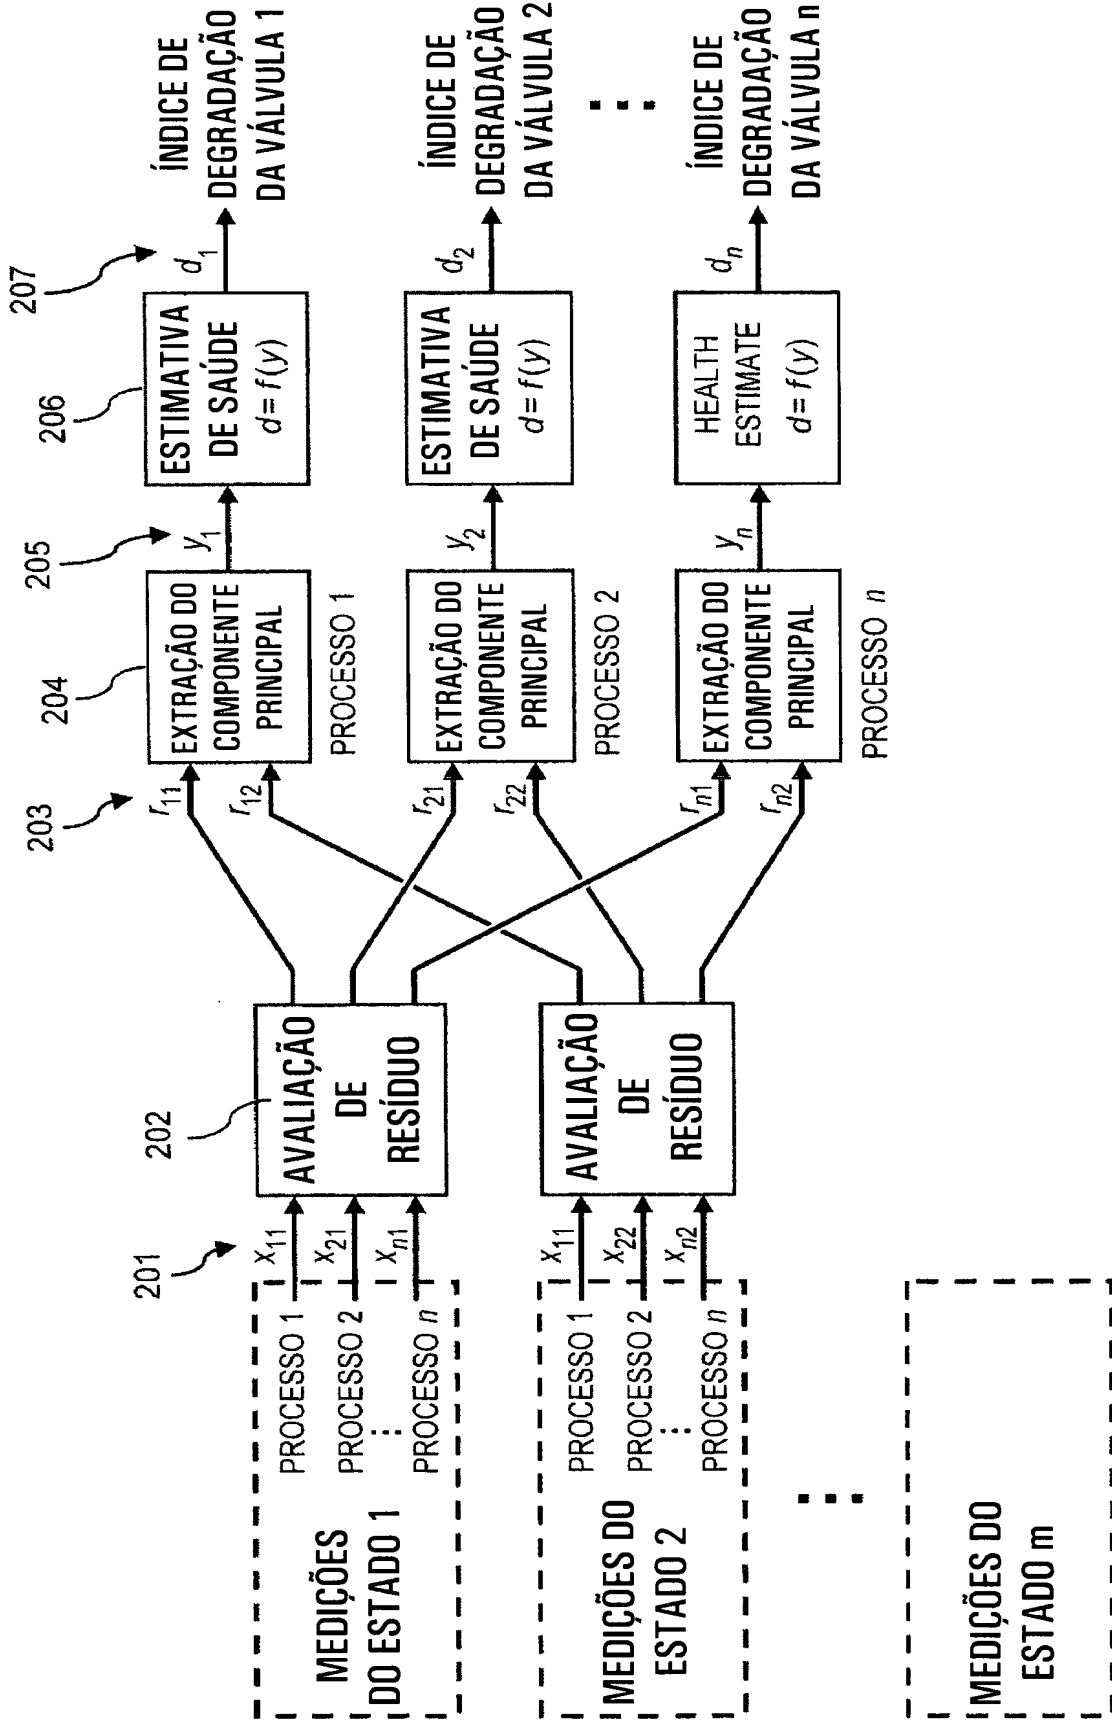 MEDIÇÕES
DO ESTADO 1
PROCESSO 1
PROCESSO 2
PROCESSO n
201
x11
x21
xn1
202
AVALIAÇÃO
DE
RESÍDUO
203
r11
r12
204
EXTRAÇÃO DO
COMPONENTE
PRINCIPAL
PROCESSO 1
205
y1
206
ESTIMATIVA
DE SAÚDE
d = f(y)
207
d1
ÍNDICE DE
DEGRADAÇÃO
DA VÁLVULA 1
MEDIÇÕES DO
ESTADO 2
PROCESSO 1
PROCESSO 2
PROCESSO n
x11
x22
xn2
AVALIAÇÃO
DE
RESÍDUO
r21
r22
EXTRAÇÃO DO
COMPONENTE
PRINCIPAL
PROCESSO 2
y2
ESTIMATIVA
DE SAÚDE
d = f(y)
d2
ÍNDICE DE
DEGRADAÇÃO
DA VÁLVULA 2
rn1
rn2
EXTRAÇÃO DO
COMPONENTE
PRINCIPAL
PROCESSO n
yn
HEALTH
ESTIMATE
d = f(y)
dn
ÍNDICE DE
DEGRADAÇÃO
DA VÁLVULA n
MEDIÇÕES DO
ESTADO m